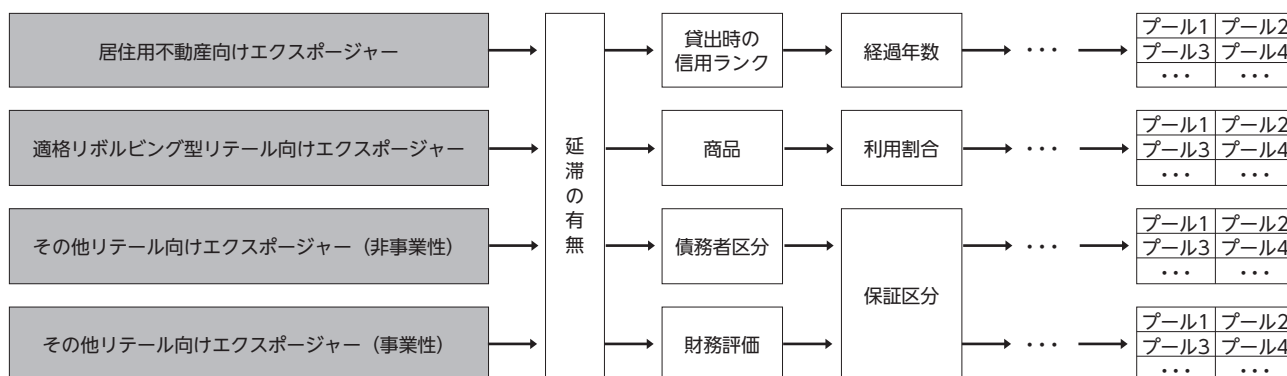 居住用不動産向けエクスポージャー
適格リボルビング型リテール向けエクスポージャー
その他リテール向けエクスポージャー（非事業性）
その他リテール向けエクスポージャー（事業性）
延滞の有無
貸出時の
信用ランク
経過年数
・・・
プール1 プール2
プール3 プール4
・・・ ・・・
商品
利用割合
・・・
プール1 プール2
プール3 プール4
・・・ ・・・
債務者区分
保証区分
・・・
プール1 プール2
プール3 プール4
・・・ ・・・
財務評価
・・・
プール1 プール2
プール3 プール4
・・・ ・・・